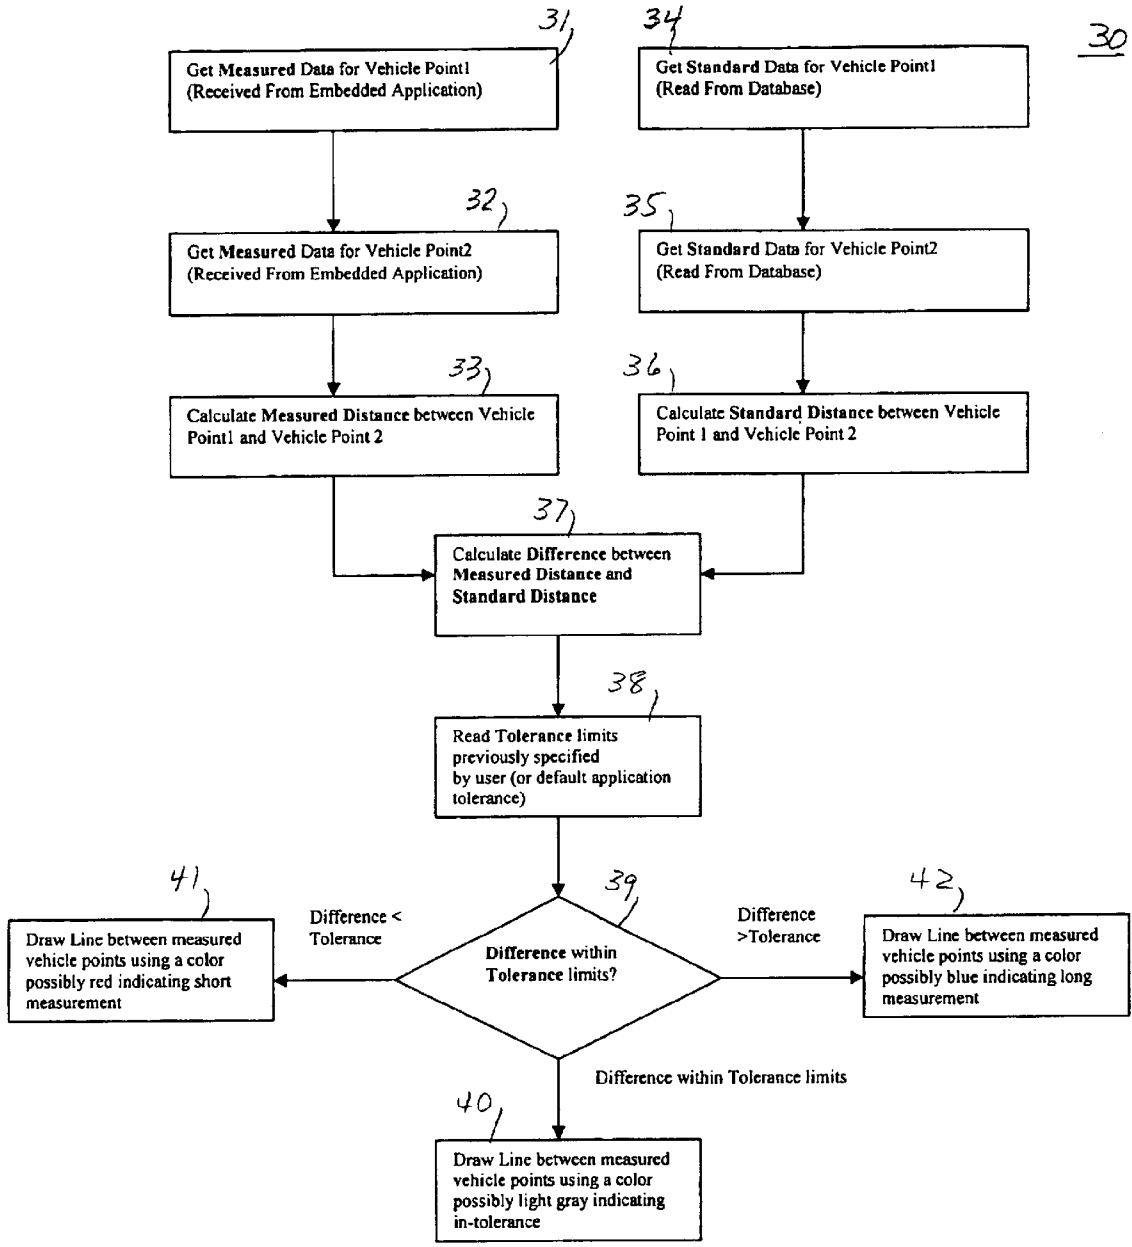 30
31
Get Measured Data for Vehicle Point1
(Received From Embedded Application)
34
Get Standard Data for Vehicle Point1
(Read From Database)
32
Get Measured Data for Vehicle Point2
(Received From Embedded Application)
35
Get Standard Data for Vehicle Point2
(Read From Database)
33
Calculate Measured Distance between Vehicle
Point1 and Vehicle Point 2
36
Calculate Standard Distance between Vehicle
Point 1 and Vehicle Point 2
37
Calculate Difference between
Measured Distance and
Standard Distance
38
Read Tolerance limits
previously specified
by user (or default application
tolerance)
39
Difference within
Tolerance limits?
Difference <
Tolerance
41
Draw Line between measured
vehicle points using a color
possibly red indicating short
measurement
Difference
>Tolerance
42
Draw Line between measured
vehicle points using a color
possibly blue indicating long
measurement
Difference within Tolerance limits
40
Draw Line between measured
vehicle points using a color
possibly light gray indicating
in-tolerance